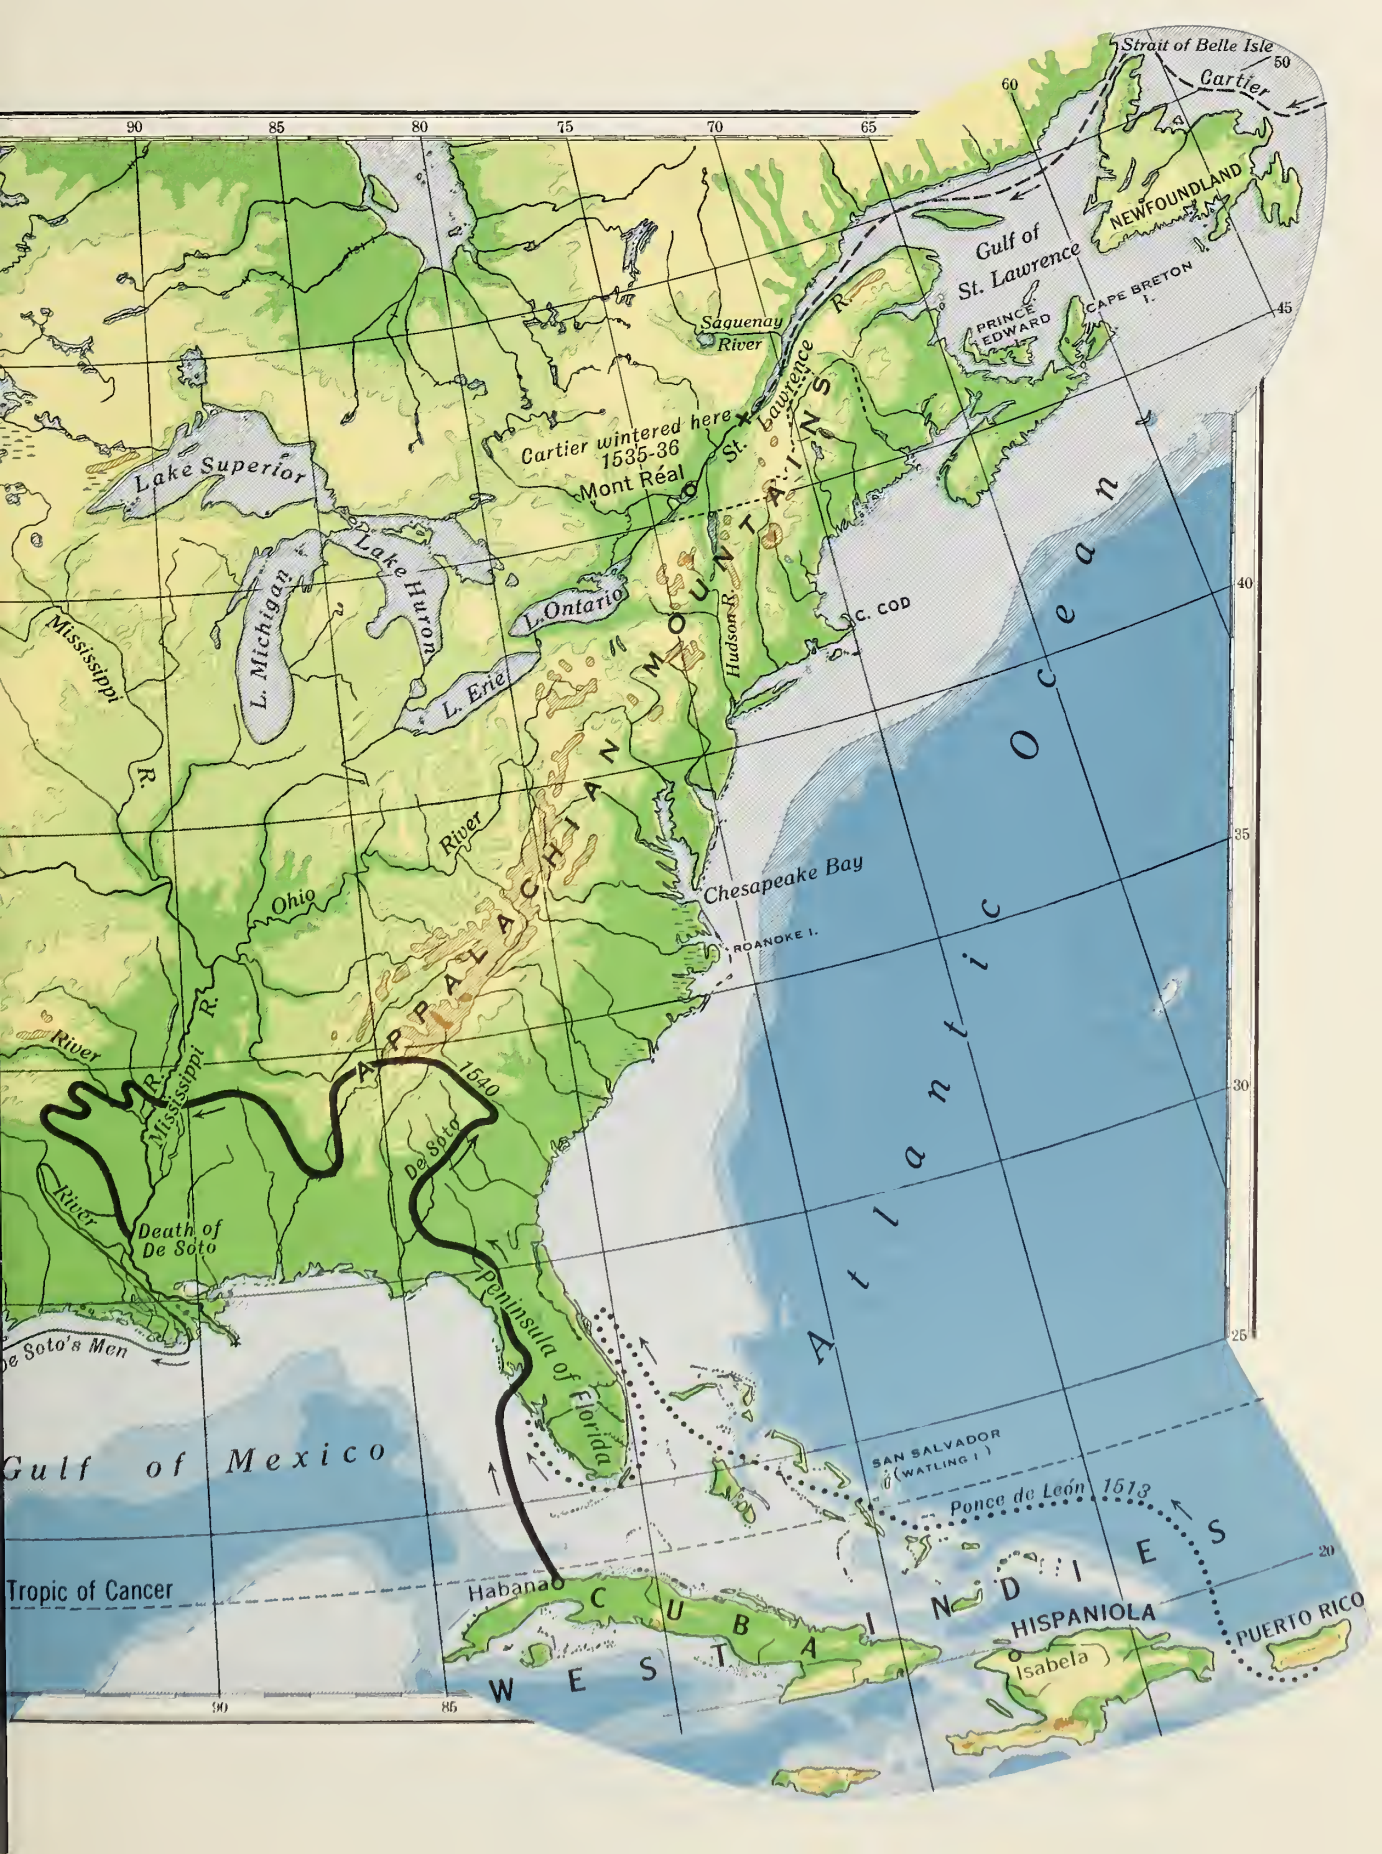 Strait of Belle Isle
50
Cartier
60
90
85
80
75
70
65
NEWFOUNDLAND
Gulf of
St. Lawrence
CAPE BRETON
I.
PRINCE
EDWARD
I.
45
Saguenay
River
St. Lawrence R.
Cartier wintered here
1535-36
Mont Réal
Lake Superior
Lake Huron
L. Michigan
L. Ontario
L. Erie
Hudson R.
C. COD
40
Mississippi
R.
APPALACHIAN MOUNTAINS
River
Ohio
35
Chesapeake Bay
ROANOKE I.
Atlantic Ocean
River
R.
Mississippi
R.
1540
De Soto
30
River
Death of
De Soto
De Soto's Men
Peninsula of Florida
25
Gulf of Mexico
SAN SALVADOR
(WATLING I)
Ponce de León 1513
Tropic of Cancer
Habana
CUBA
WEST INDIES
20
HISPANIOLA
Isabela
PUERTO RICO
90
85